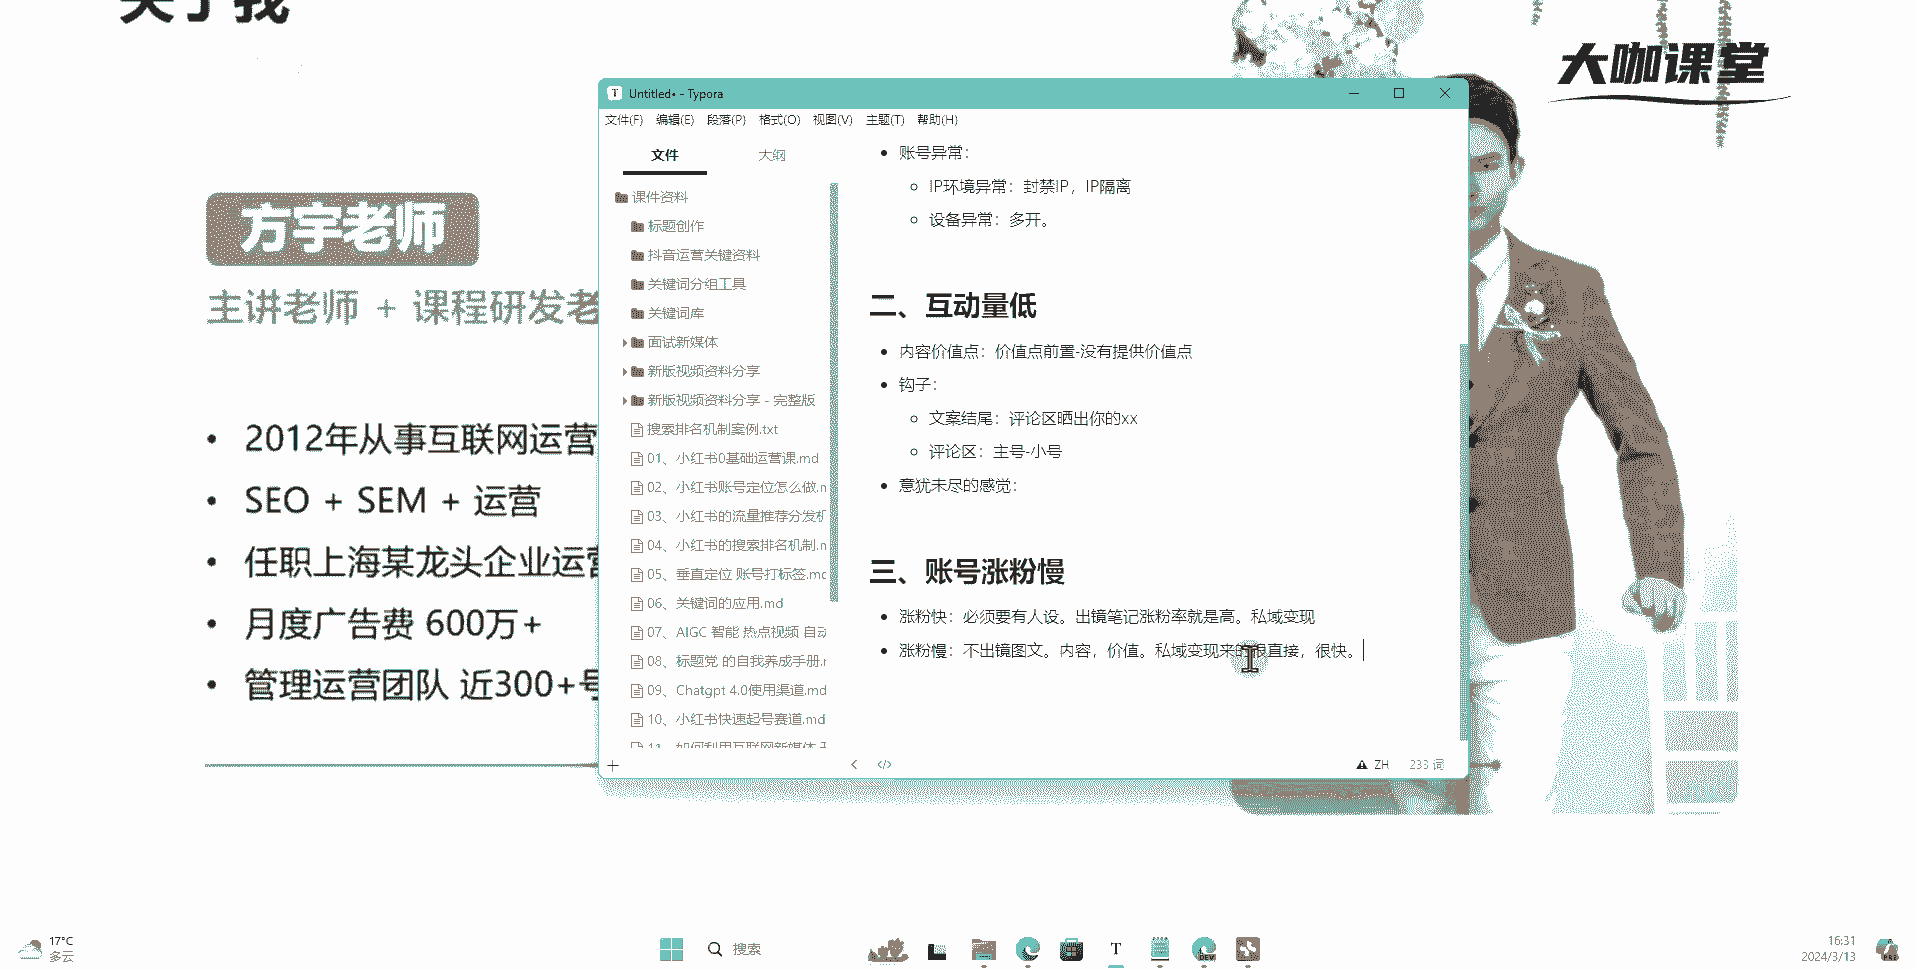 关于我
大咖课堂
方宇老师
主讲老师 + 课程研发老
2012年从事互联网运营
SEO + SEM + 运营
任职上海某龙头企业运营
月度广告费 600万+
管理运营团队 近300+号
Untitled• - Typora
文件(F) 编辑(E) 段落(P) 格式(O) 视图(V) 主题(T) 帮助(H)
文件 大纲
课件资料
标题创作
抖音运营关键资料
关键词分组工具
关键词库
面试新媒体
新版视频资料分享
新版视频资料分享 - 完整版
搜索排名机制案例.txt
01、小红书0基础运营课.md
02、小红书账号定位怎么做.n
03、小红书的流量推荐分发机
04、小红书的搜索排名机制.n
05、垂直定位 账号打标签.mc
06、关键词的应用.md
07、AIGC 智能 热点视频 自动
08、标题党 的自我养成手册.r
09、Chatgpt 4.0使用渠道.md
10、小红书快速起号赛道.md
11、如何利用互联网新媒体
账号异常：
IP环境异常：封禁IP，IP隔离
设备异常：多开。
二、互动量低
内容价值点：价值点前置-没有提供价值点
钩子：
文案结尾：评论区晒出你的xx
评论区：主号-小号
意犹未尽的感觉：
三、账号涨粉慢
涨粉快：必须要有人设。出镜笔记涨粉率就是高。私域变现
涨粉慢：不出镜图文。内容，价值。私域变现来的很直接，很快。
ZH 233 词
17°C
多云
搜索
T
DEV
16:31
2024/3/13
PRE